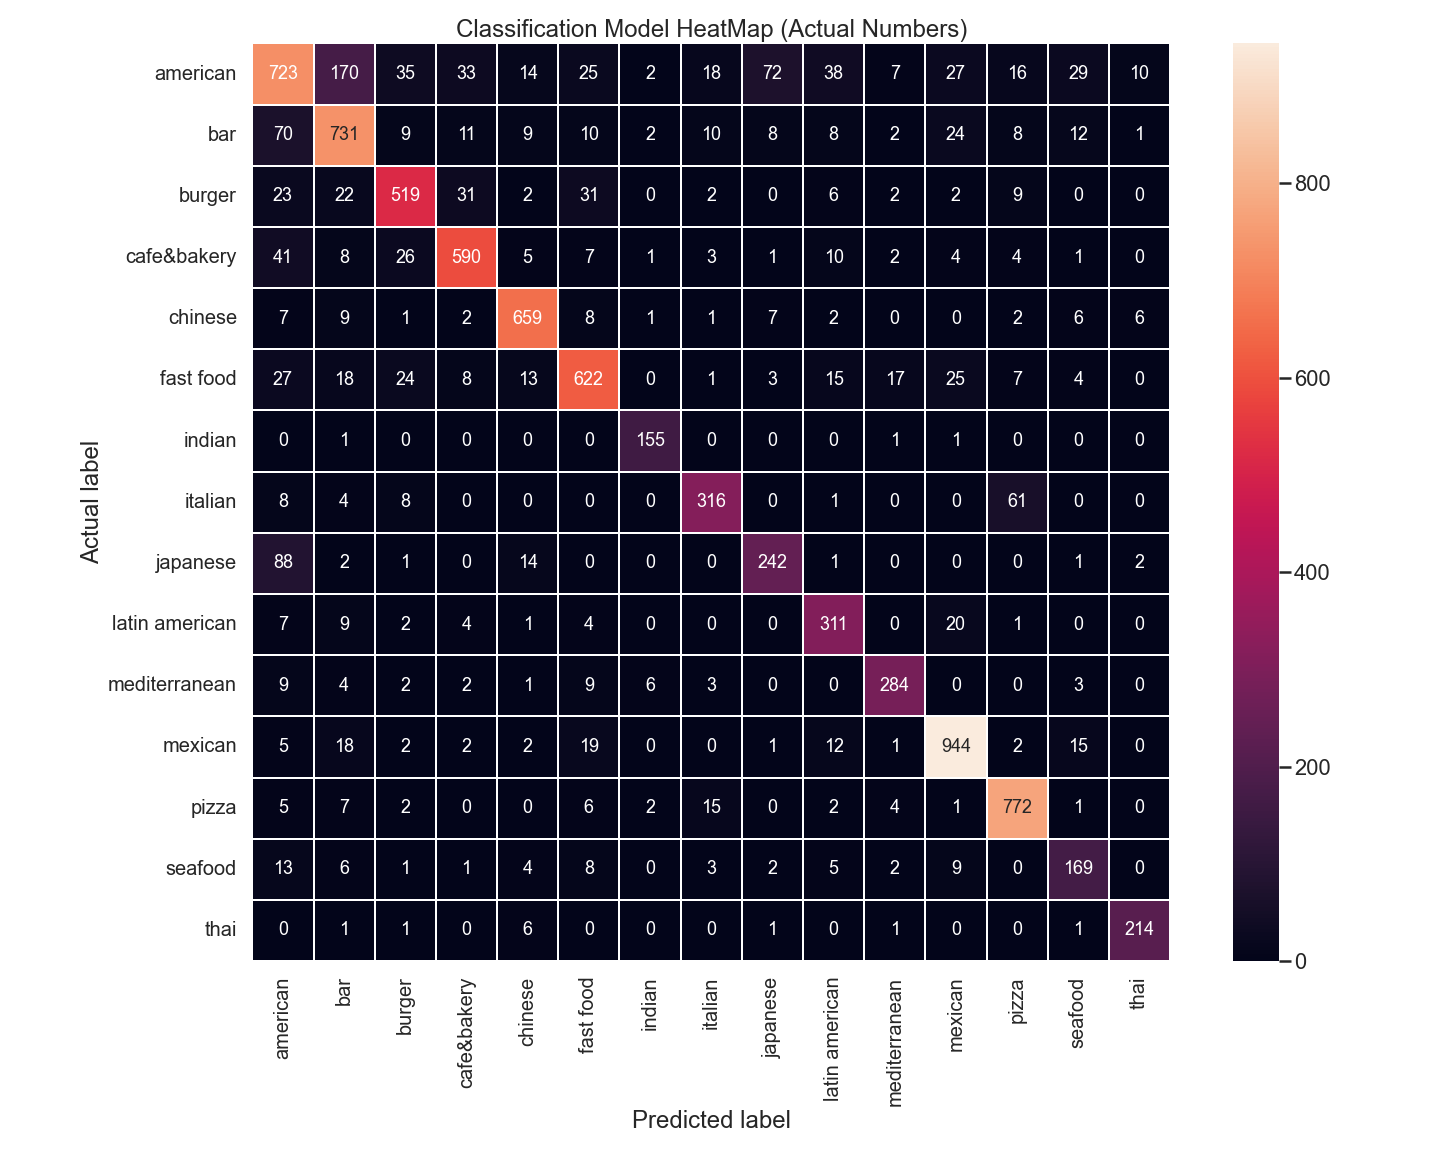 Classification Model HeatMap (Actual Numbers)
american 723 170 35 33 14 25 2 18 72 38 7 27 16 29 10
bar 70 731 9 11 9 10 2 10 8 8 2 24 8 12 1
burger 23 22 519 31 2 31 0 2 0 6 2 2 9 0 0
cafe&bakery 41 8 26 590 5 7 1 3 1 10 2 4 4 1 0
chinese 7 9 1 2 659 8 1 1 7 2 0 0 2 6 6
fast food 27 18 24 8 13 622 0 1 3 15 17 25 7 4 0
indian 0 1 0 0 0 0 155 0 0 0 1 1 0 0 0
italian 8 4 8 0 0 0 0 316 0 1 0 0 61 0 0
japanese 88 2 1 0 14 0 0 0 242 1 0 0 0 1 2
latin american 7 9 2 4 1 4 0 0 0 311 0 20 1 0 0
mediterranean 9 4 2 2 1 9 6 3 0 0 284 0 0 3 0
mexican 5 18 2 2 2 19 0 0 1 12 1 944 2 15 0
pizza 5 7 2 0 0 6 2 15 0 2 4 1 772 1 0
seafood 13 6 1 1 4 8 0 3 2 5 2 9 0 169 0
thai 0 1 1 0 6 0 0 0 1 0 1 0 0 1 214
american bar burger cafe&bakery chinese fast food indian italian japanese latin american mediterranean mexican pizza seafood thai
Predicted label
Actual label
800
600
400
200
0